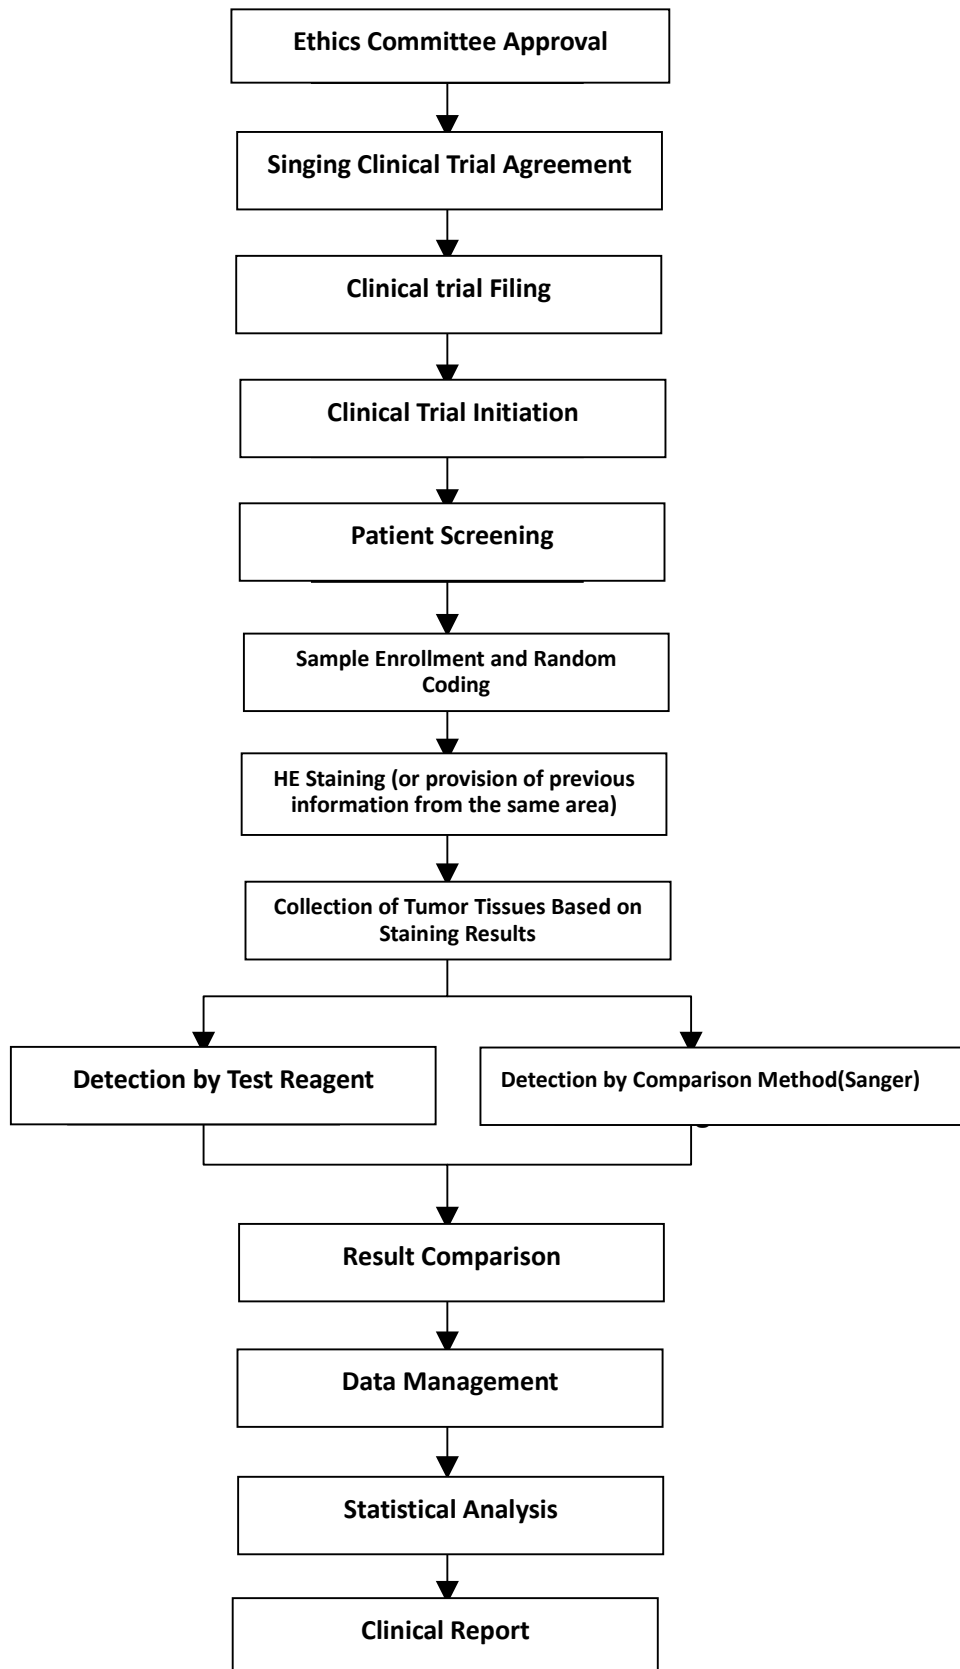 Ethics Committee Approval
Singing Clinical Trial Agreement
Clinical trial Filing
Clinical Trial Initiation
Patient Screening
Sample Enrollment and Random
Coding
HE Staining (or provision of previous
information from the same area)
Collection of Tumor Tissues Based on
Staining Results
Detection by Test Reagent
Detection by Comparison Method(Sanger)
Result Comparison
Data Management
Statistical Analysis
Clinical Report